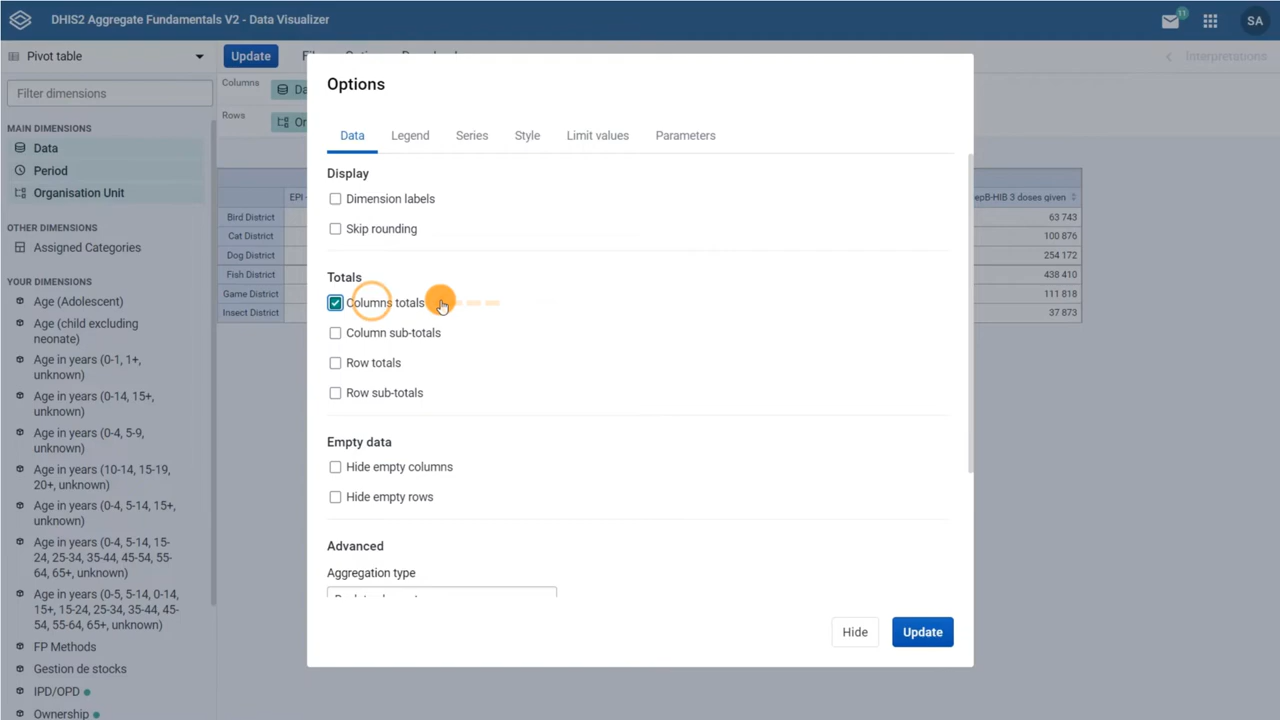 DHIS2 Aggregate Fundamentals V2 - Data Visualizer
11
SA
Pivot table
Update
Interpretations
Filter dimensions
Columns
Rows
MAIN DIMENSIONS
Data
Period
Organisation Unit
OTHER DIMENSIONS
Assigned Categories
YOUR DIMENSIONS
Age (Adolescent)
Age (child excluding
neonate)
Age in years (0-1, 1+,
unknown)
Age in years (0-14, 15+,
unknown)
Age in years (0-4, 5-9,
unknown)
Age in years (10-14, 15-19,
20+, unknown)
Age in years (0-4, 5-14, 15+,
unknown)
Age in years (0-4, 5-14, 15-
24, 25-34, 35-44, 45-54, 55-
64, 65+, unknown)
Age in years (0-5, 5-14, 0-14,
15+, 15-24, 25-34, 35-44, 45-
54, 55-64, 65+, unknown)
FP Methods
Gestion de stocks
IPD/OPD
Ownership
EPI
Bird District
Cat District
Dog District
Fish District
Game District
Insect District
Options
Data Legend Series Style Limit values Parameters
Display
Dimension labels
Skip rounding
Totals
Columns totals
Column sub-totals
Row totals
Row sub-totals
Empty data
Hide empty columns
Hide empty rows
Advanced
Aggregation type
Hide
Update
epB-HIB 3 doses given
63 743
100 876
254 172
438 410
111 818
37 873